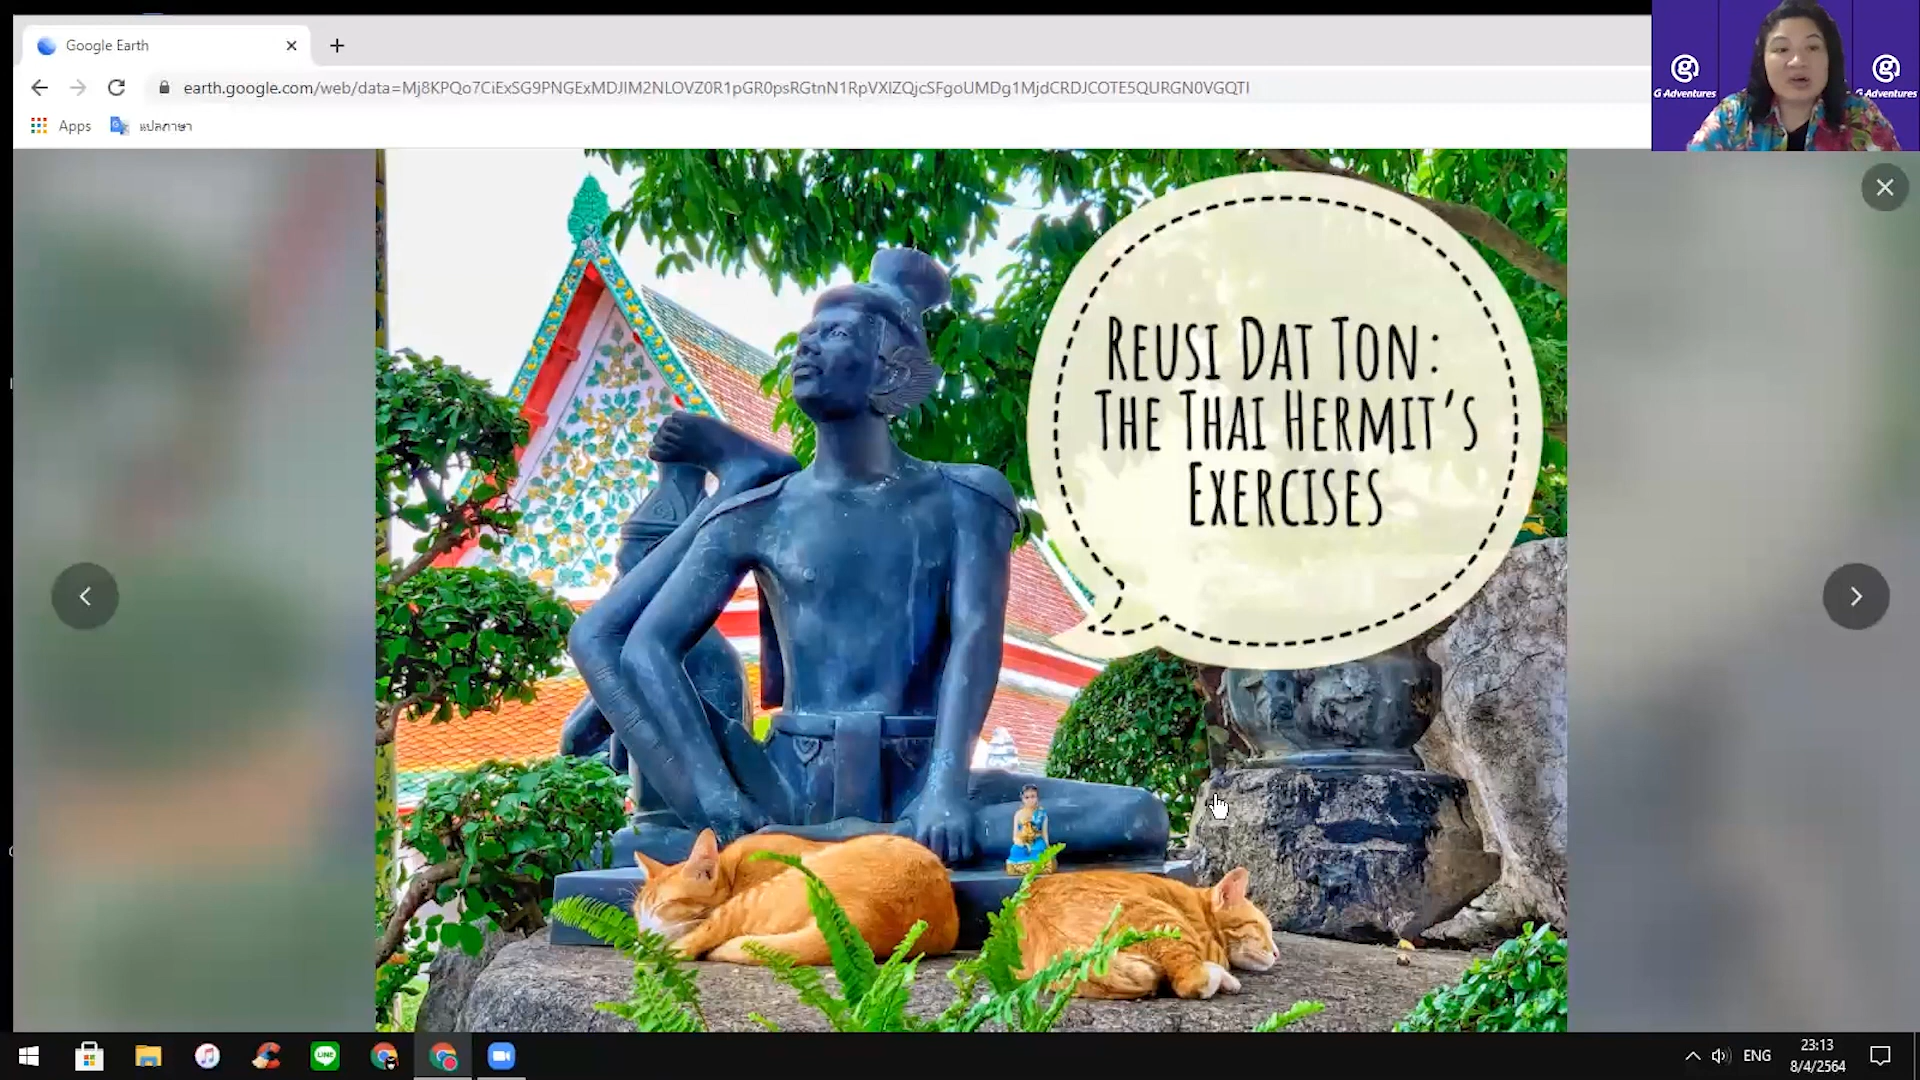 Google Earth
earth.google.com/web/data=Mj8KPQo7CiExSG9PNGExMDJIM2NLOVZ0R1pGR0psRGtnN1RpVXlZQjcSFgoUMDg1MjdCRDJCOTE5QURGN0VGQTI
Apps
แปลภาษา
G Adventures
G Adventures
REUSI DAT TON:
THE THAI HERMIT'S
EXERCISES
LINE
ENG
23:13
8/4/2564